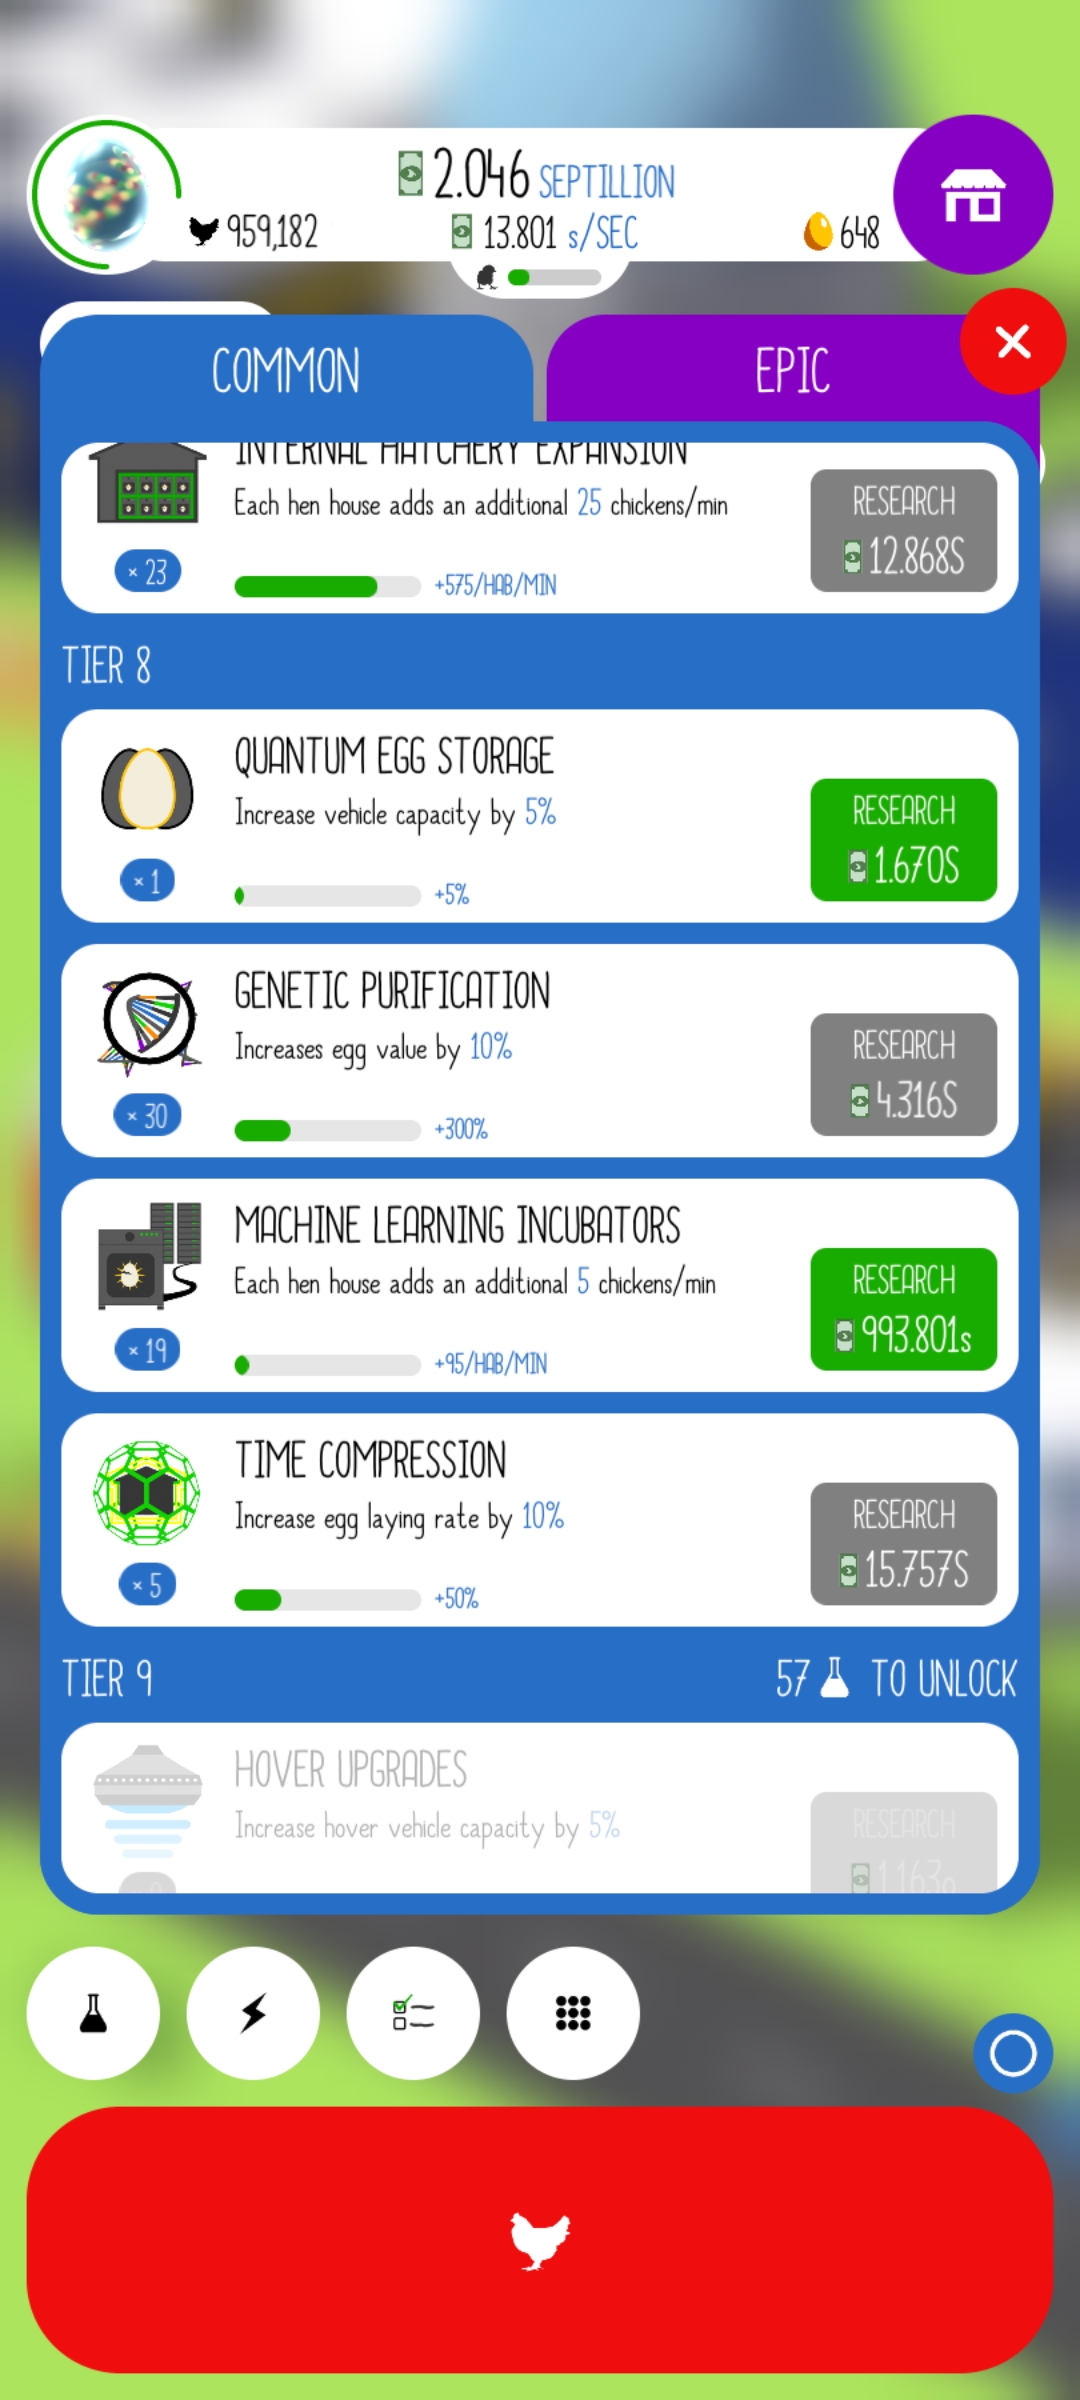 2.046 SEPTILLION
959,182
13.801 s/SEC
648
COMMON
EPIC
INTERNAL HATCHERY EXPANSION
Each hen house adds an additional 25 chickens/min
RESEARCH
12.868S
× 23
+575/HAB/MIN
TIER 8
QUANTUM EGG STORAGE
Increase vehicle capacity by 5%
RESEARCH
1.670S
× 1
+5%
GENETIC PURIFICATION
Increases egg value by 10%
RESEARCH
4.316S
× 30
+300%
MACHINE LEARNING INCUBATORS
Each hen house adds an additional 5 chickens/min
RESEARCH
993.801s
× 19
+95/HAB/MIN
TIME COMPRESSION
Increase egg laying rate by 10%
RESEARCH
15.757S
× 5
+50%
TIER 9
57 TO UNLOCK
HOVER UPGRADES
Increase hover vehicle capacity by 5%
RESEARCH
1.163o